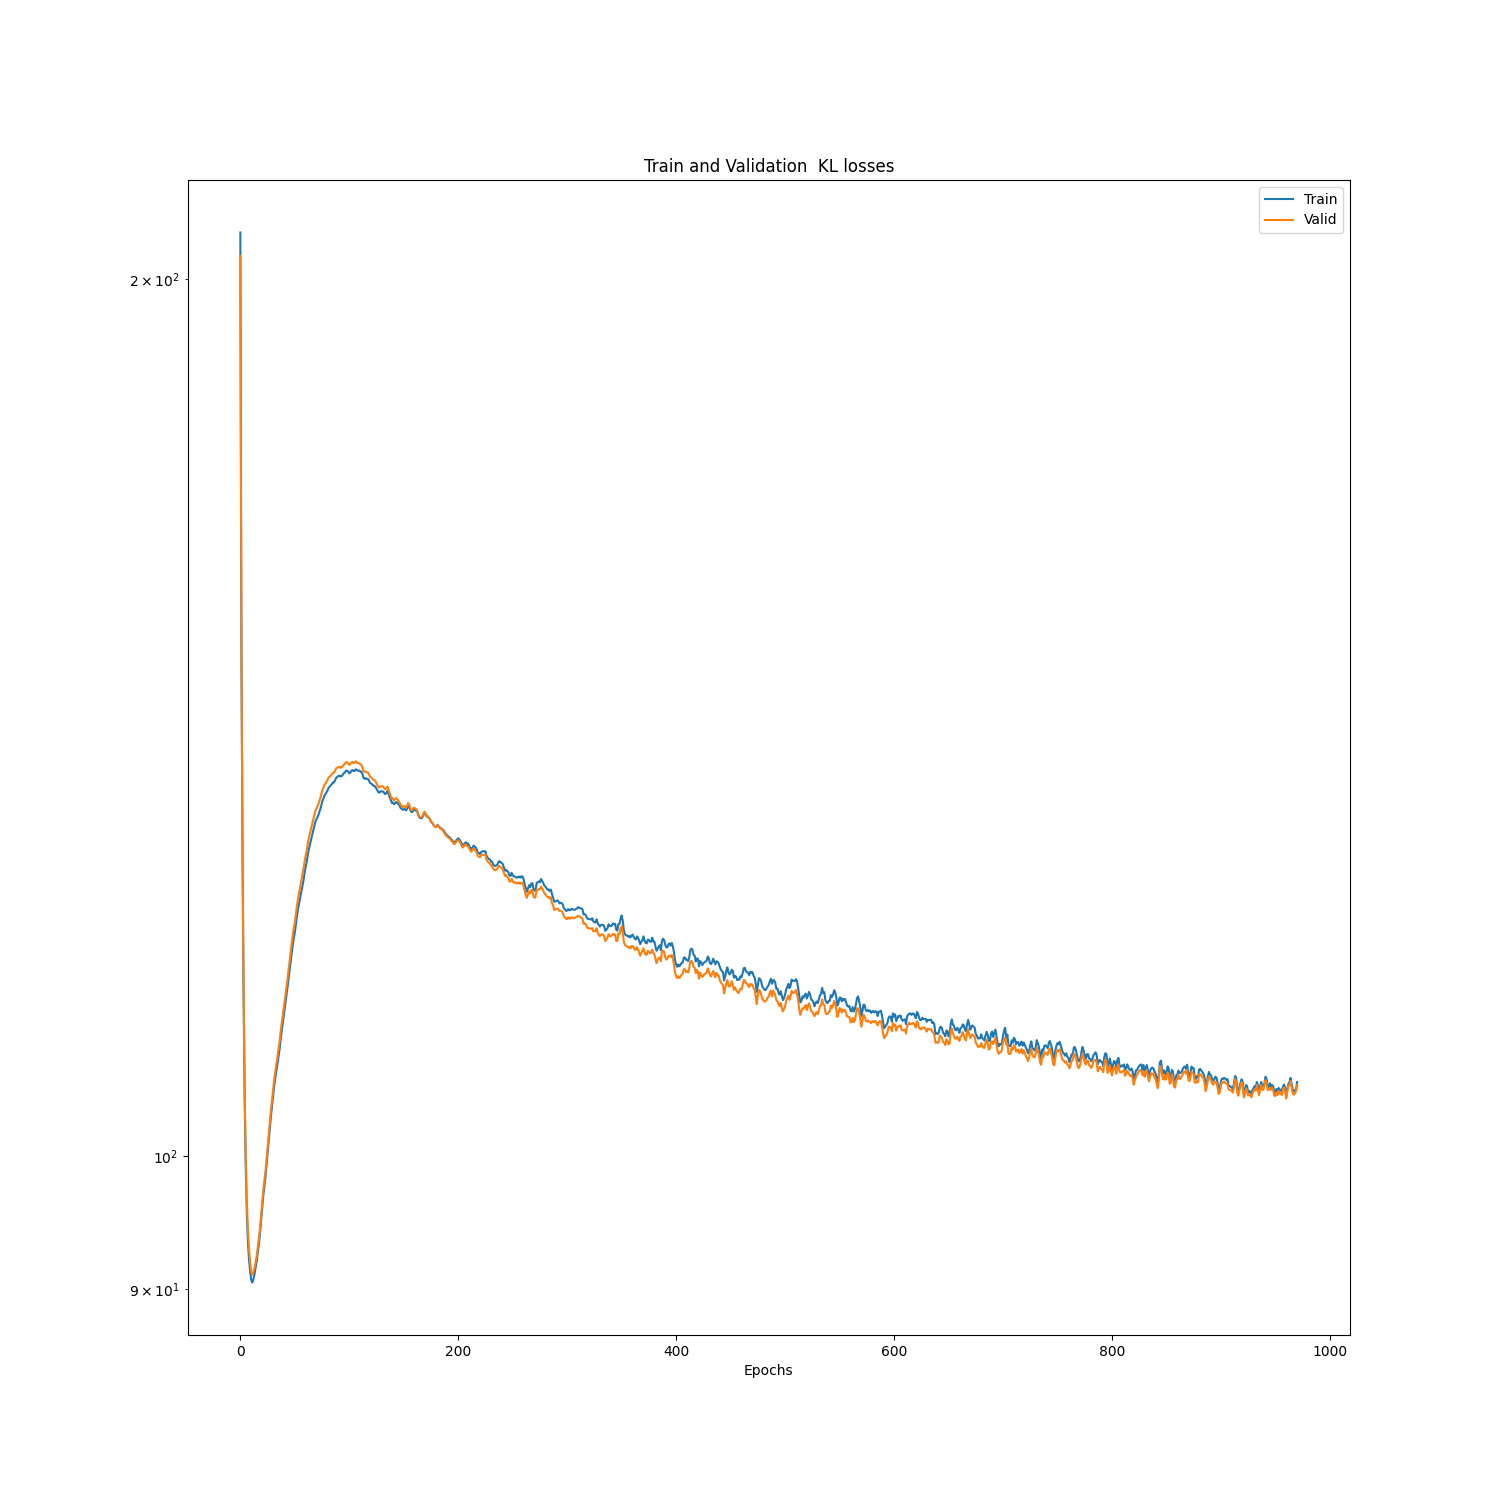 Train and Validation  KL losses
Train
Valid
2 × 10²
10²
9 × 10¹
0 200 400 600 800 1000
Epochs